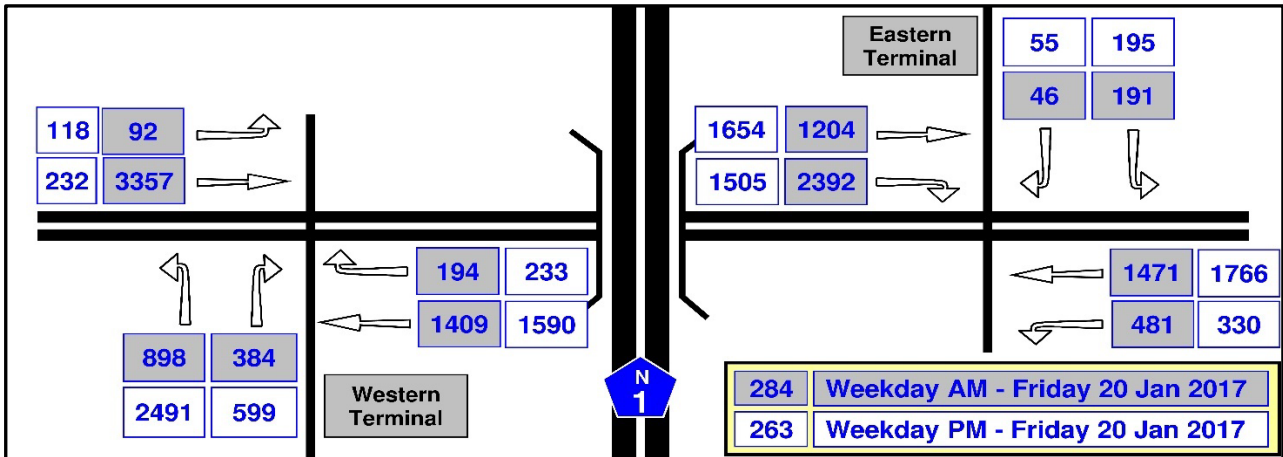 Eastern
Terminal
55 195
46 191
118 92
232 3357
1654 1204
1505 2392
194 233
1409 1590
1471 1766
481 330
898 384
2491 599
Western
Terminal
N
1
284 Weekday AM - Friday 20 Jan 2017
263 Weekday PM - Friday 20 Jan 2017